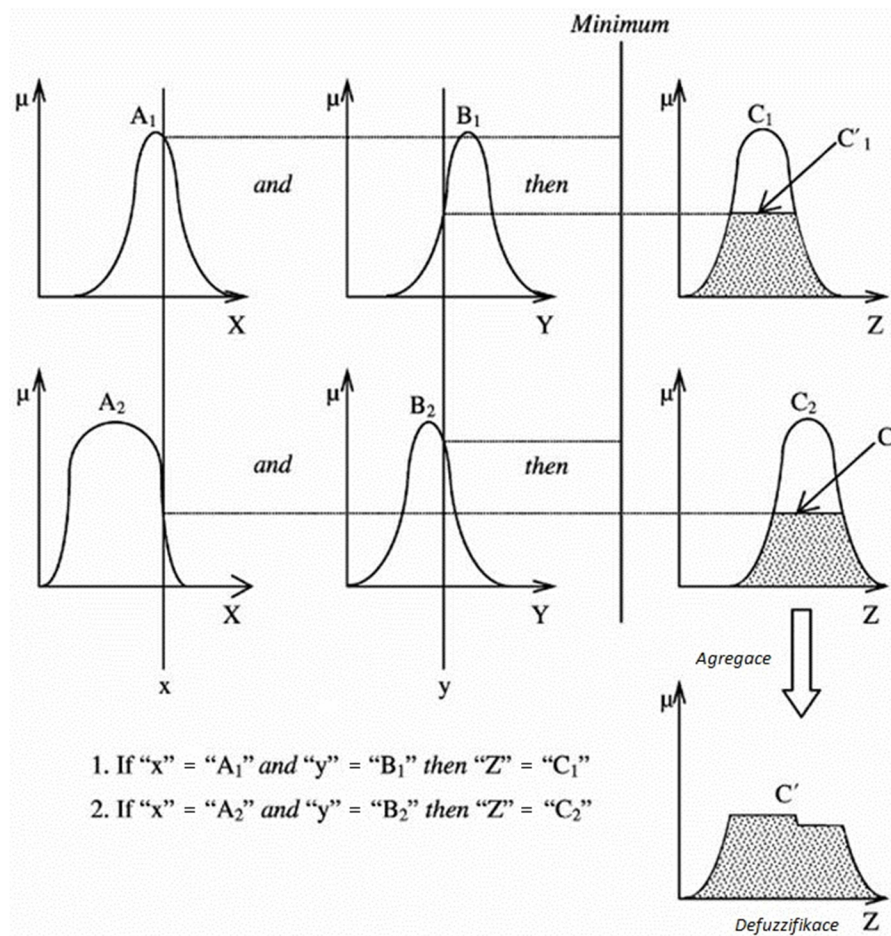 Minimum
μ
A₁
μ
B₁
μ
C₁
C′₁
and
then
X
Y
Z
μ
A₂
μ
B₂
μ
C₂
C
and
then
X
Y
Z
Agregace
x
y
μ
1. If “x” = “A₁” and “y” = “B₁” then “Z” = “C₁”
2. If “x” = “A₂” and “y” = “B₂” then “Z” = “C₂”
C′
Defuzzifikace
Z